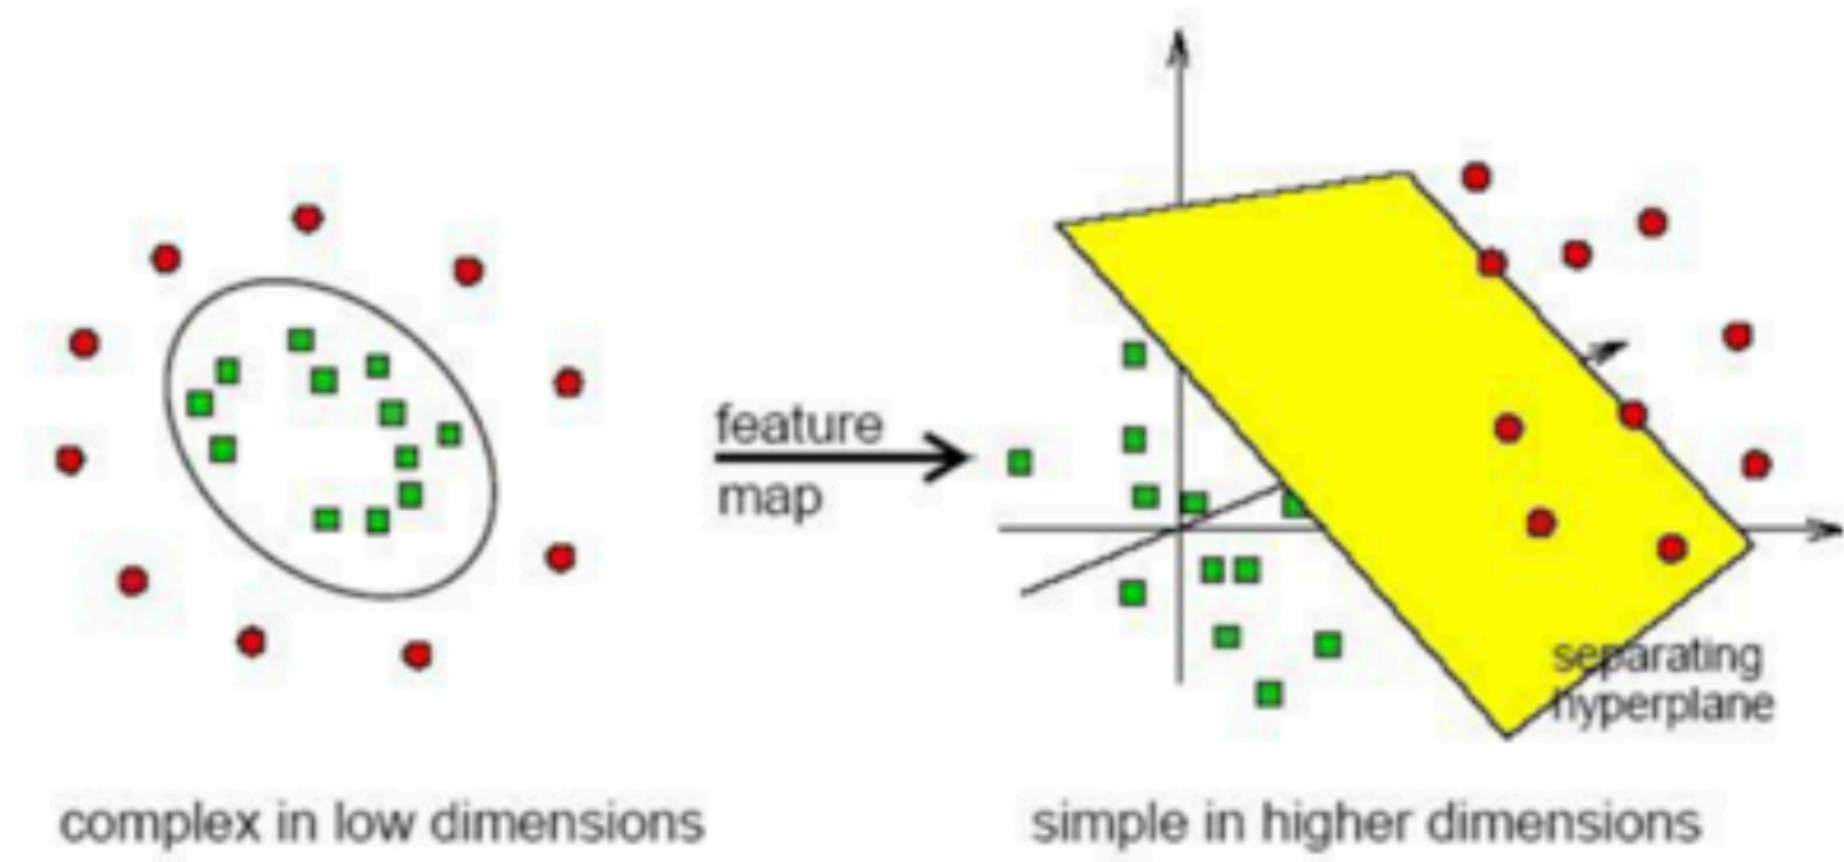 feature
map
separating
hyperplane
complex in low dimensions
simple in higher dimensions